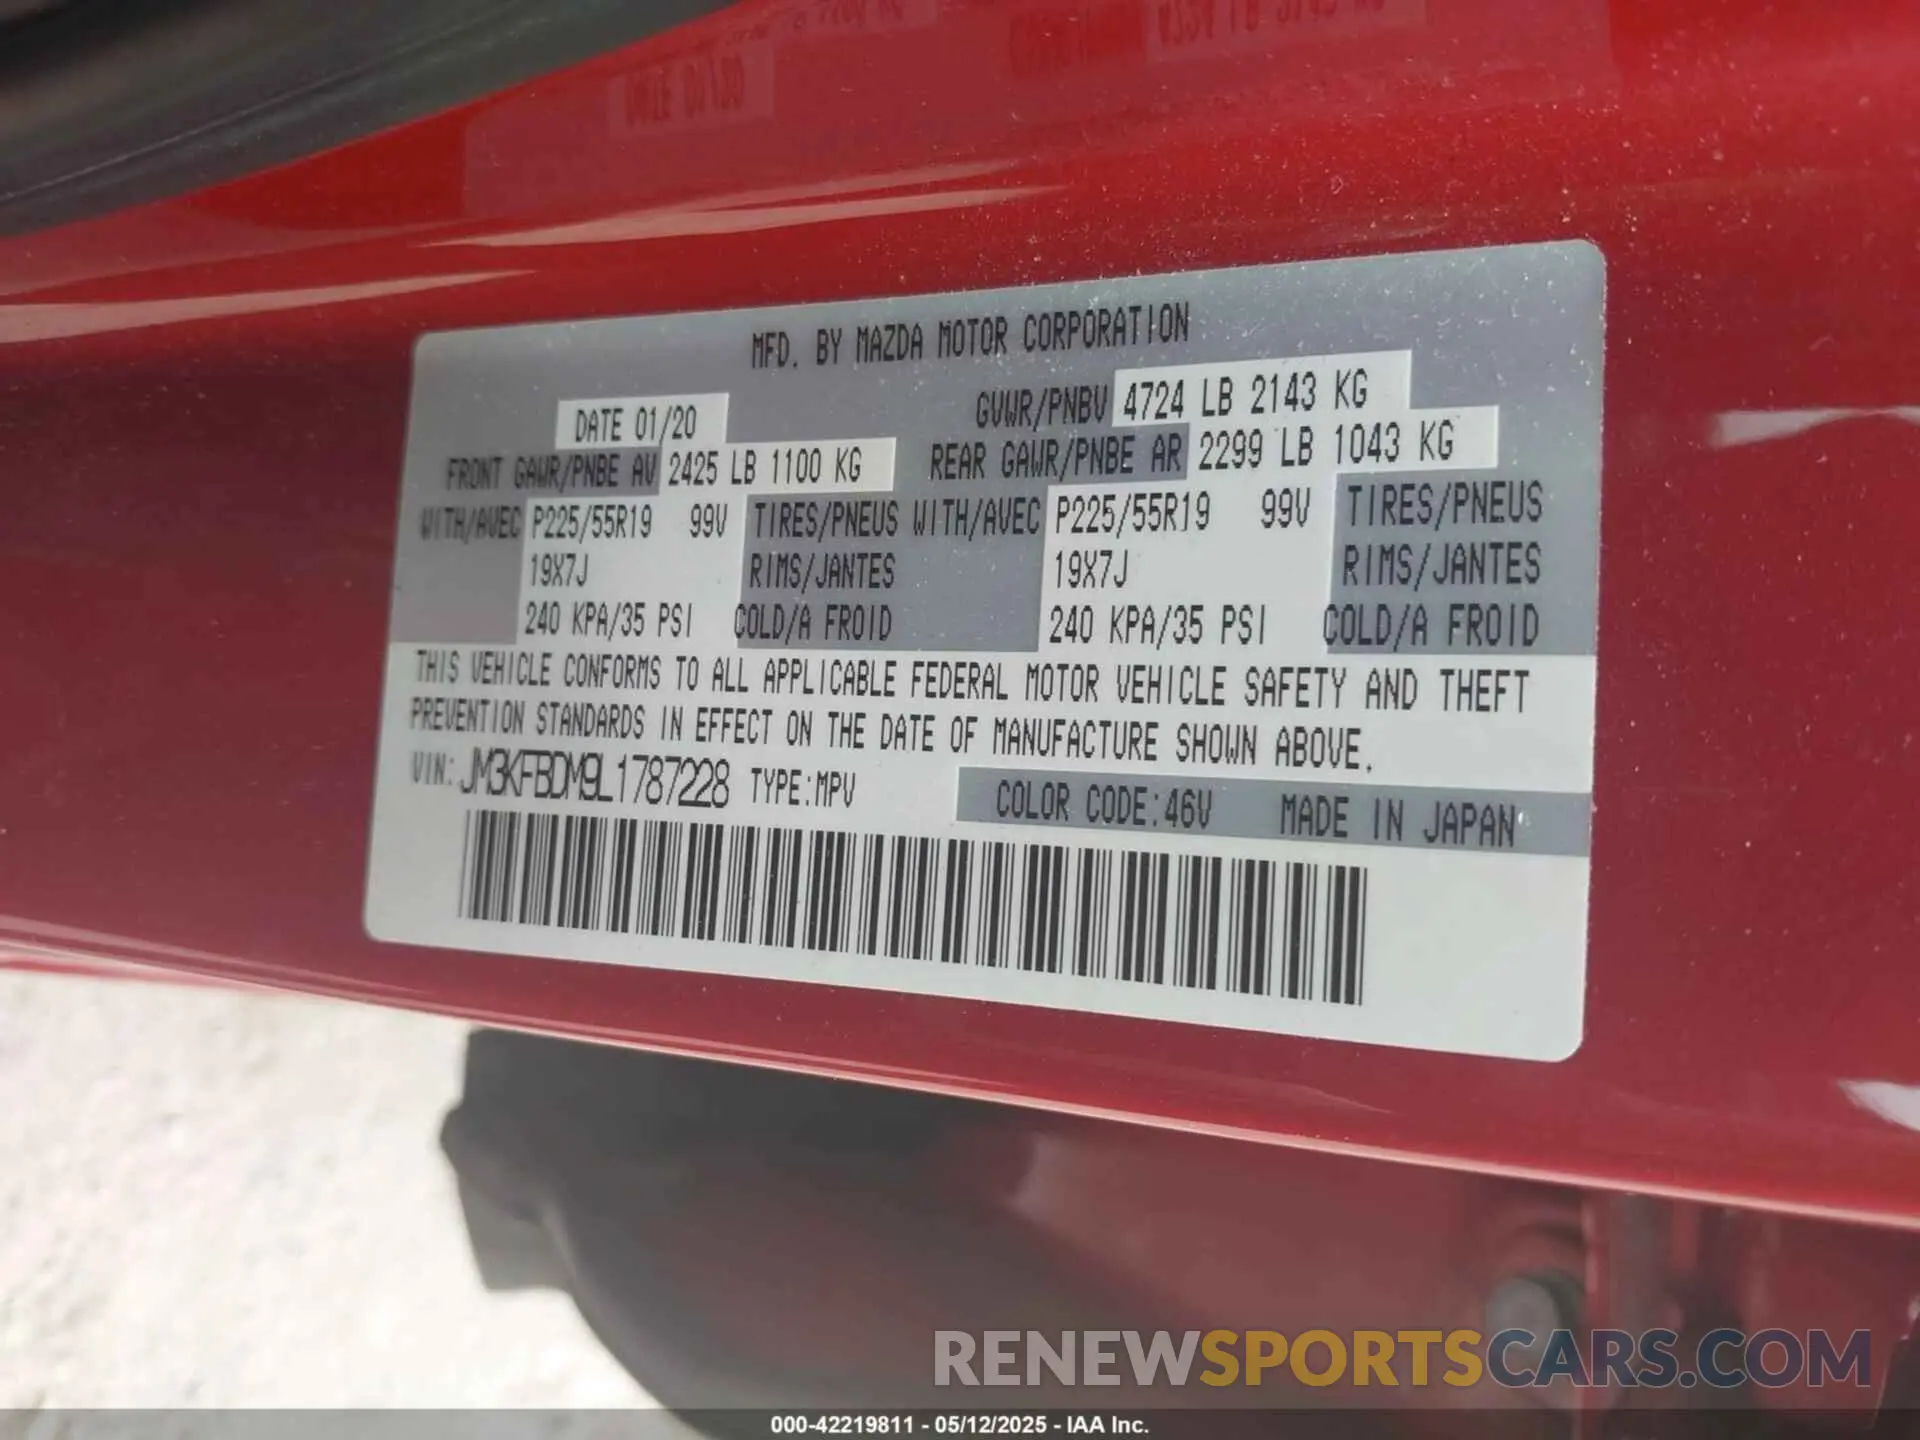 MFD. BY MAZDA MOTOR CORPORATION
DATE 01/20 GVWR/PNBV 4724 LB 2143 KG
FRONT GAWR/PNBE AV 2425 LB 1100 KG REAR GAWR/PNBE AR 2299 LB 1043 KG
WITH/AVEC P225/55R19 99V TIRES/PNEUS WITH/AVEC P225/55R19 99V TIRES/PNEUS
19X7J RIMS/JANTES 19X7J RIMS/JANTES
240 KPA/35 PSI COLD/A FROID 240 KPA/35 PSI COLD/A FROID
THIS VEHICLE CONFORMS TO ALL APPLICABLE FEDERAL MOTOR VEHICLE SAFETY AND THEFT
PREVENTION STANDARDS IN EFFECT ON THE DATE OF MANUFACTURE SHOWN ABOVE.
VIN: JM3KFBDM9L1787228 TYPE:MPV COLOR CODE:46V MADE IN JAPAN
RENEWSPORTSCARS.COM
000-42219811 - 05/12/2025 - IAA Inc.